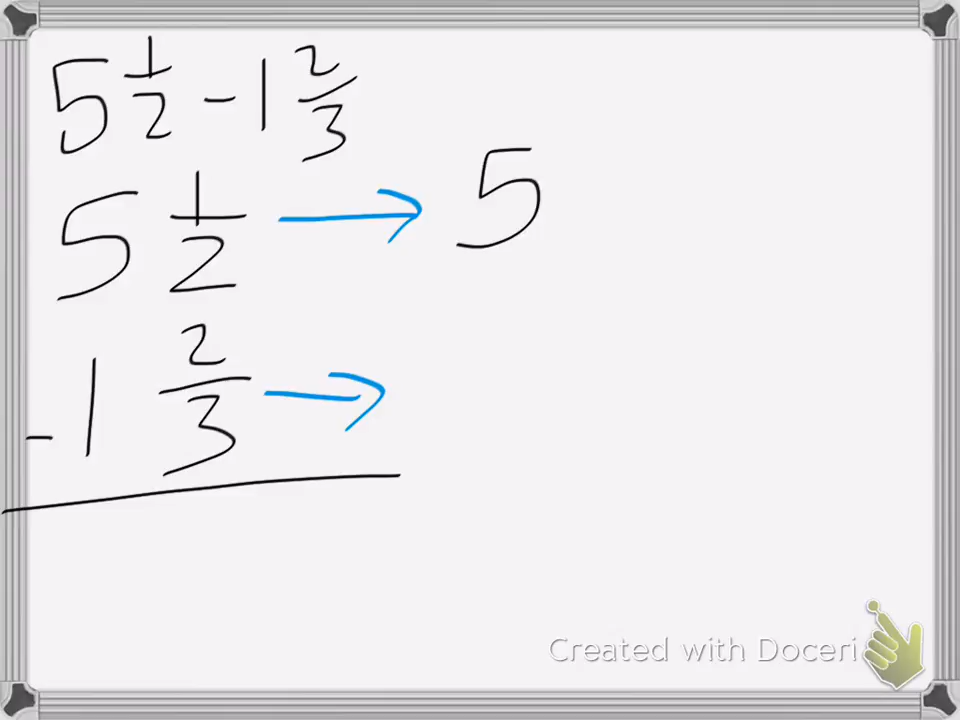 5 1/2 - 1 2/3
5 1/2 → 5
- 1 2/3 →
Created with Doceri